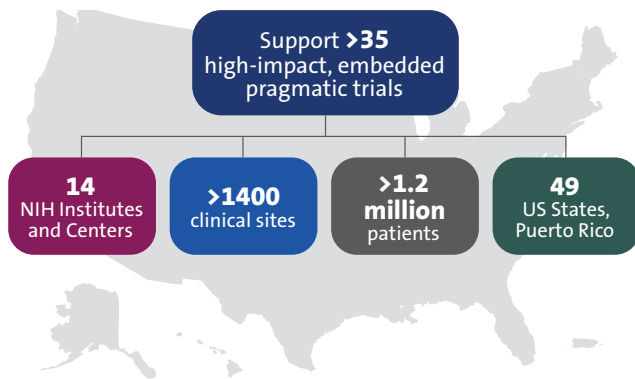 Support >35
high-impact, embedded
pragmatic trials
14
NIH Institutes
and Centers
>1400
clinical sites
>1.2
million
patients
49
US States,
Puerto Rico